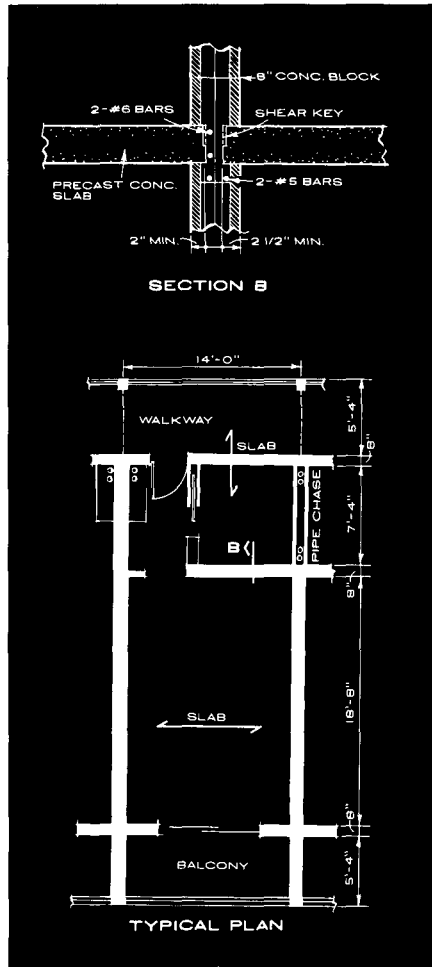 8" CONC. BLOCK
2-#6 BARS
SHEAR KEY
PRECAST CONC.
SLAB
2-#5 BARS
2" MIN.
2 1/2" MIN.
SECTION B
14'-0"
WALKWAY
5'-4"
SLAB
8"
PIPE CHASE
7'-4"
B
8"
18'-8"
SLAB
8"
BALCONY
5'-4"
TYPICAL PLAN